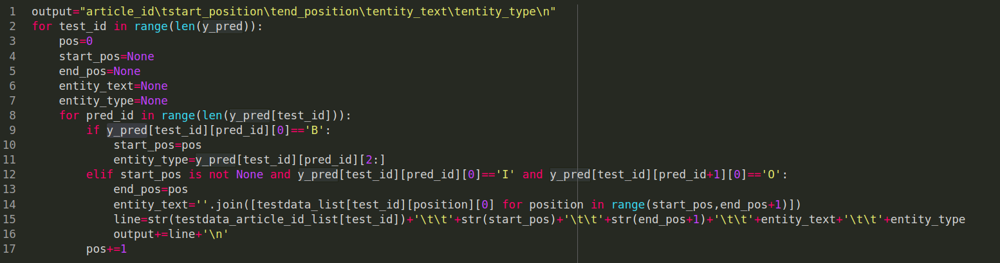 1 output="article_id\tstart_position\tend_position\tentity_text\tentity_type\n"
2 for test_id in range(len(y_pred)):
3     pos=0
4     start_pos=None
5     end_pos=None
6     entity_text=None
7     entity_type=None
8     for pred_id in range(len(y_pred[test_id])):
9         if y_pred[test_id][pred_id][0]=='B':
10             start_pos=pos
11             entity_type=y_pred[test_id][pred_id][2:]
12         elif start_pos is not None and y_pred[test_id][pred_id][0]=='I' and y_pred[test_id][pred_id+1][0]=='O':
13             end_pos=pos
14             entity_text=''.join([testdata_list[test_id][position][0] for position in range(start_pos,end_pos+1)])
15             line=str(testdata_article_id_list[test_id])+'\t\t'+str(start_pos)+'\t\t'+str(end_pos+1)+'\t\t'+entity_text+'\t\t'+entity_type
16             output+=line+'\n'
17         pos+=1